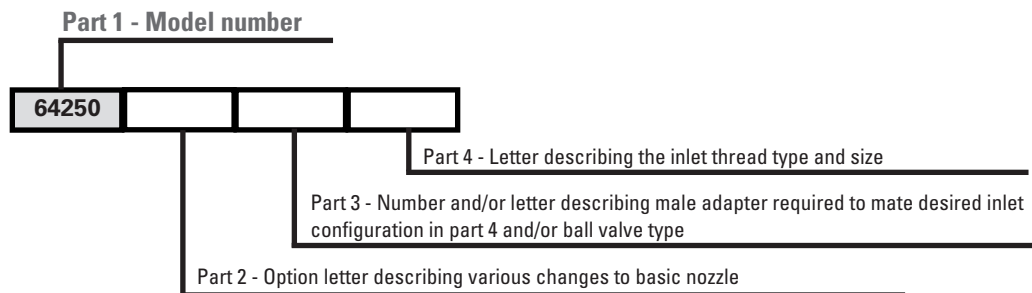 Part 1 - Model number
64250
Part 4 - Letter describing the inlet thread type and size
Part 3 - Number and/or letter describing male adapter required to mate desired inlet
configuration in part 4 and/or ball valve type
Part 2 - Option letter describing various changes to basic nozzle